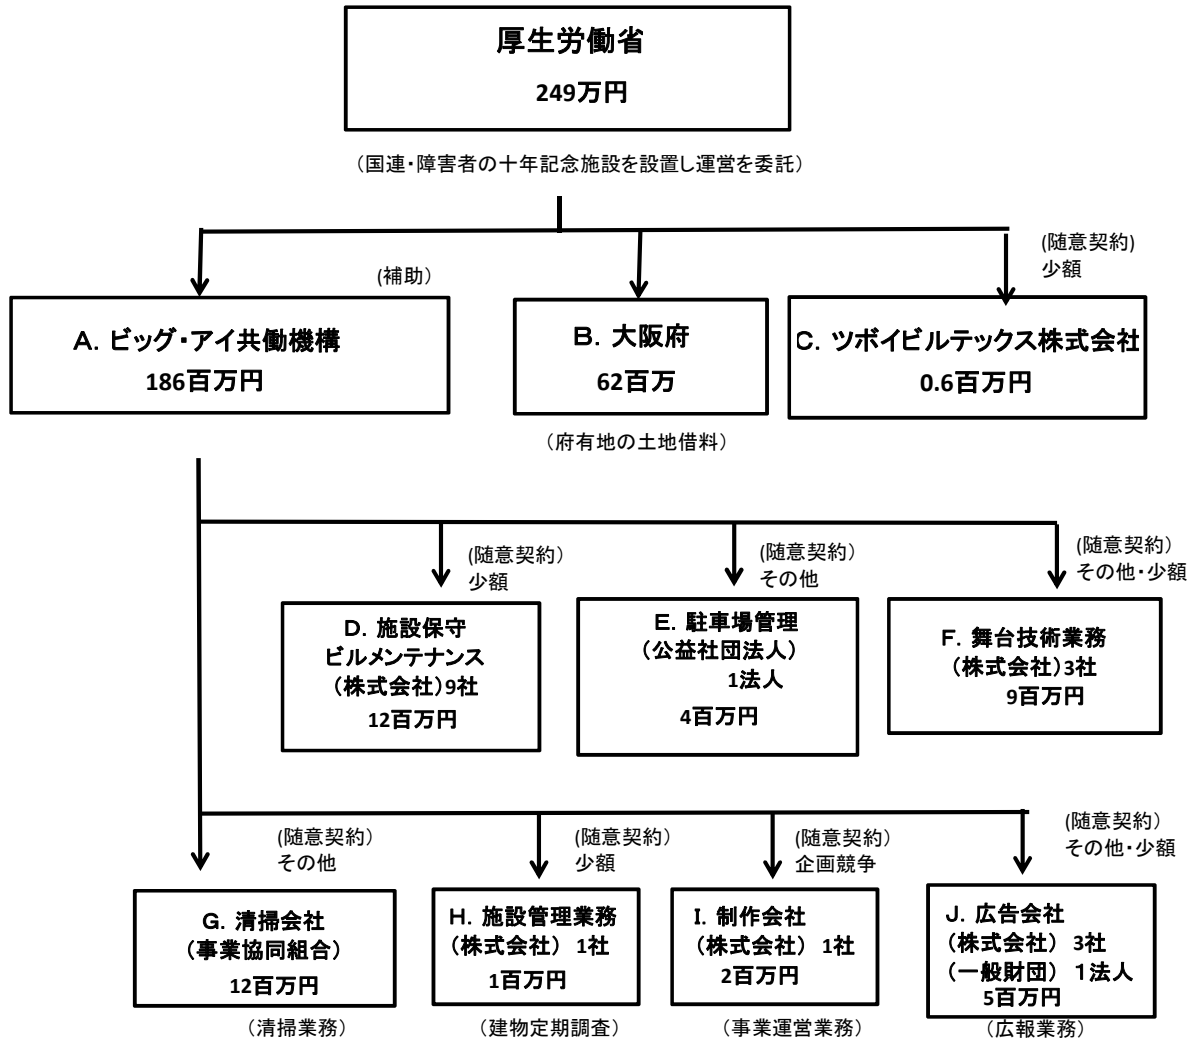 厚生労働省
249万円
（国連・障害者の十年記念施設を設置し運営を委託）
(補助）
(随意契約)
少額
A．ビッグ・アイ共働機構
186百万円
B．大阪府
62百万
C．ツボイビルテックス株式会社
0.6百万円
（府有地の土地借料）
(随意契約）
少額
(随意契約）
その他
(随意契約）
その他・少額
D．施設保守
ビルメンテナンス
（株式会社）9社
12百万円
E．駐車場管理
（公益社団法人）
1法人
4百万円
F．舞台技術業務
（株式会社）3社
9百万円
(随意契約）
その他
(随意契約）
少額
(随意契約）
企画競争
(随意契約）
その他・少額
G．清掃会社
（事業協同組合）
12百万円
H．施設管理業務
（株式会社） 1社
1百万円
I．制作会社
（株式会社） 1社
2百万円
J．広告会社
（株式会社） 3社
（一般財団） １法人
5百万円
（清掃業務）
（建物定期調査）
（事業運営業務）
（広報業務）